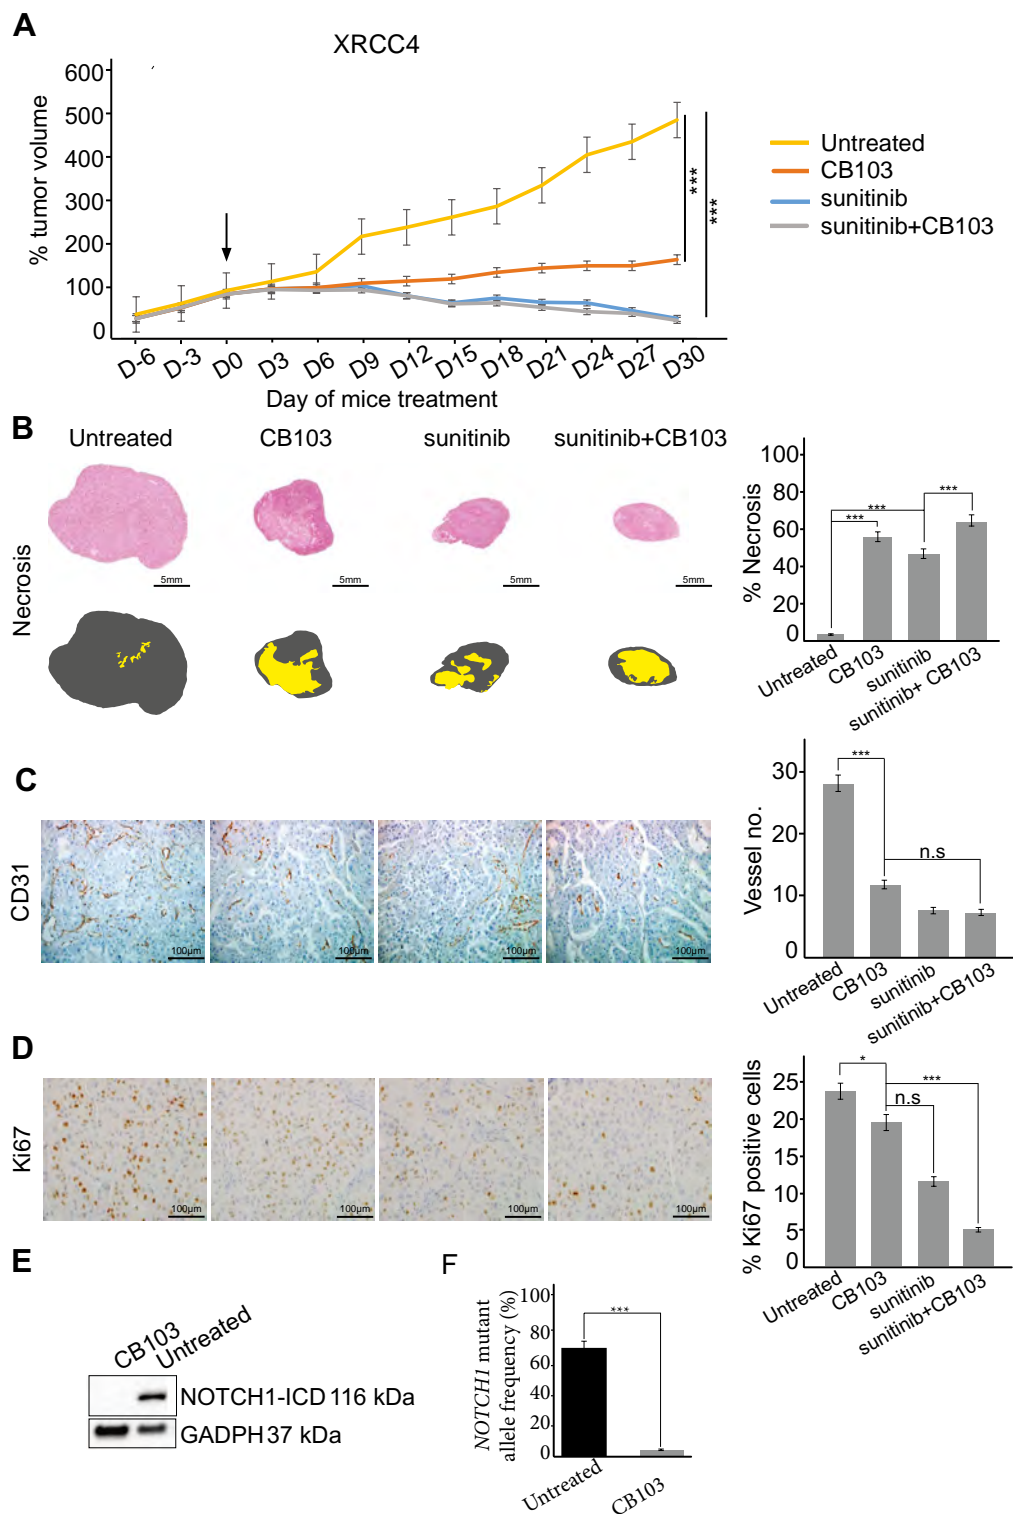 A
XRCC4
% tumor volume
600
500
400
300
200
100
0
D-6
D-3
D0
D3
D6
D9
D12
D15
D18
D21
D24
D27
D30
Day of mice treatment
***
***
Untreated
CB103
sunitinib
sunitinib+CB103
B
Untreated
CB103
sunitinib
sunitinib+CB103
Necrosis
5mm
5mm
5mm
5mm
% Necrosis
100
80
60
40
20
0
***
***
***
Untreated
CB103
sunitinib
sunitinib+ CB103
C
CD31
100µm
100µm
100µm
100µm
Vessel no.
30
20
10
0
***
n.s
Untreated
CB103
sunitinib
sunitinib+CB103
D
Ki67
100µm
100µm
100µm
100µm
% Ki67 positive cells
25
20
15
10
5
0
*
***
n.s
Untreated
CB103
sunitinib
sunitinib+CB103
E
CB103
Untreated
NOTCH1-ICD 116 kDa
GADPH 37 kDa
F
NOTCH1 mutant
allele frequency (%)
100
80
60
40
20
0
***
Untreated
CB103